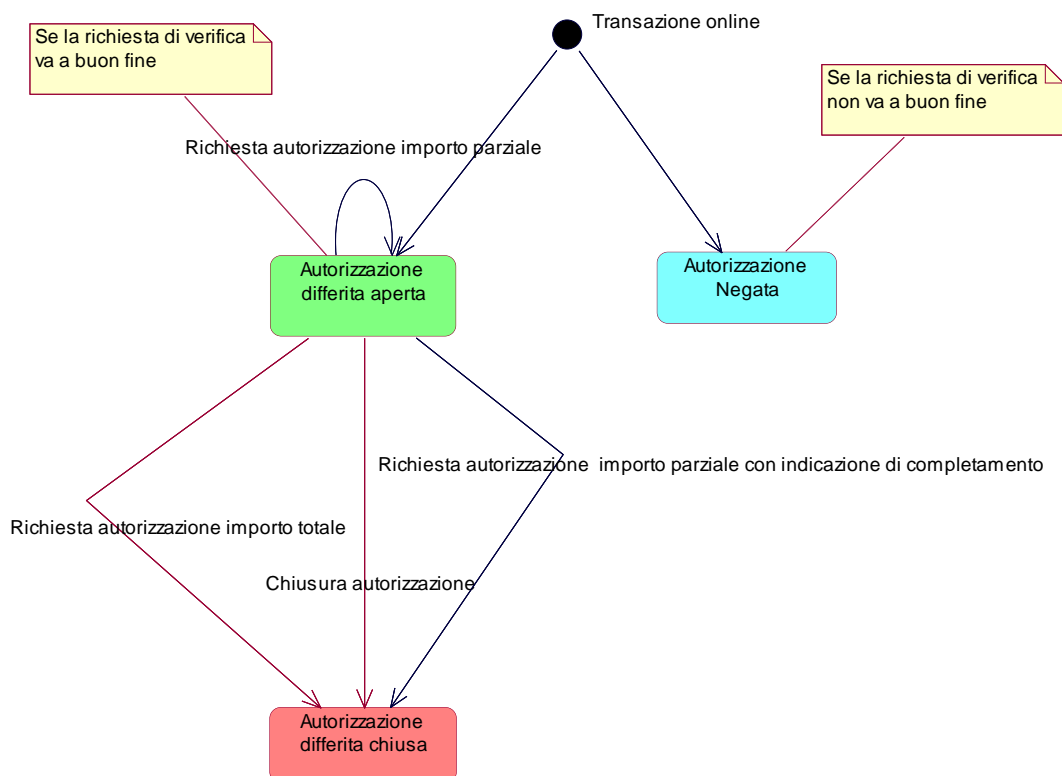 Transazione online
Se la richiesta di verifica
va a buon fine
Se la richiesta di verifica
non va a buon fine
Richiesta autorizzazione importo parziale
Autorizzazione
differita aperta
Autorizzazione
Negata
Richiesta autorizzazione  importo parziale con indicazione di completamento
Richiesta autorizzazione importo totale
Chiusura autorizzazione
Autorizzazione
differita chiusa